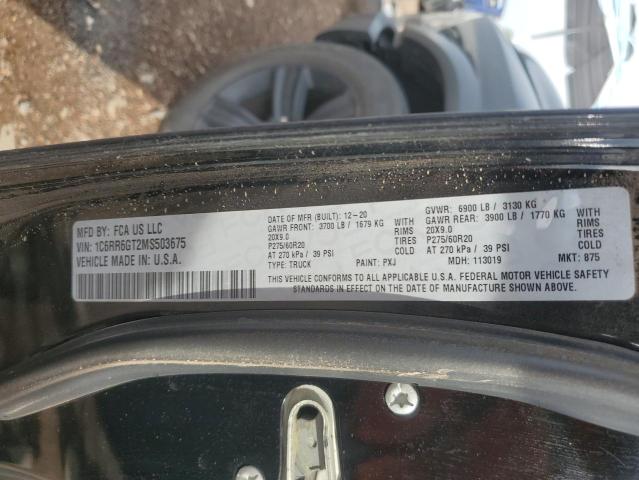 MFD BY: FCA US LLC
VIN: 1C6RR6GT2MS503675
VEHICLE MADE IN: U.S.A.
DATE OF MFR (BUILT): 12-20
GAWR FRONT: 3700 LB / 1679 KG
20X9.0 WITH RIMS
P275/60R20
AT 270 kPa / 39 PSI COLD
TYPE: TRUCK
PAINT: PXJ
GVWR: 6900 LB / 3130 KG
GAWR REAR: 3900 LB / 1770 KG
20X9.0 WITH RIMS
P275/60R20
AT 270 kPa / 39 PSI COLD
MDH: 113019
MKT: 875
THIS VEHICLE CONFORMS TO ALL APPLICABLE U.S.A. FEDERAL MOTOR VEHICLE SAFETY
STANDARDS IN EFFECT ON THE DATE OF MANUFACTURE SHOWN ABOVE.